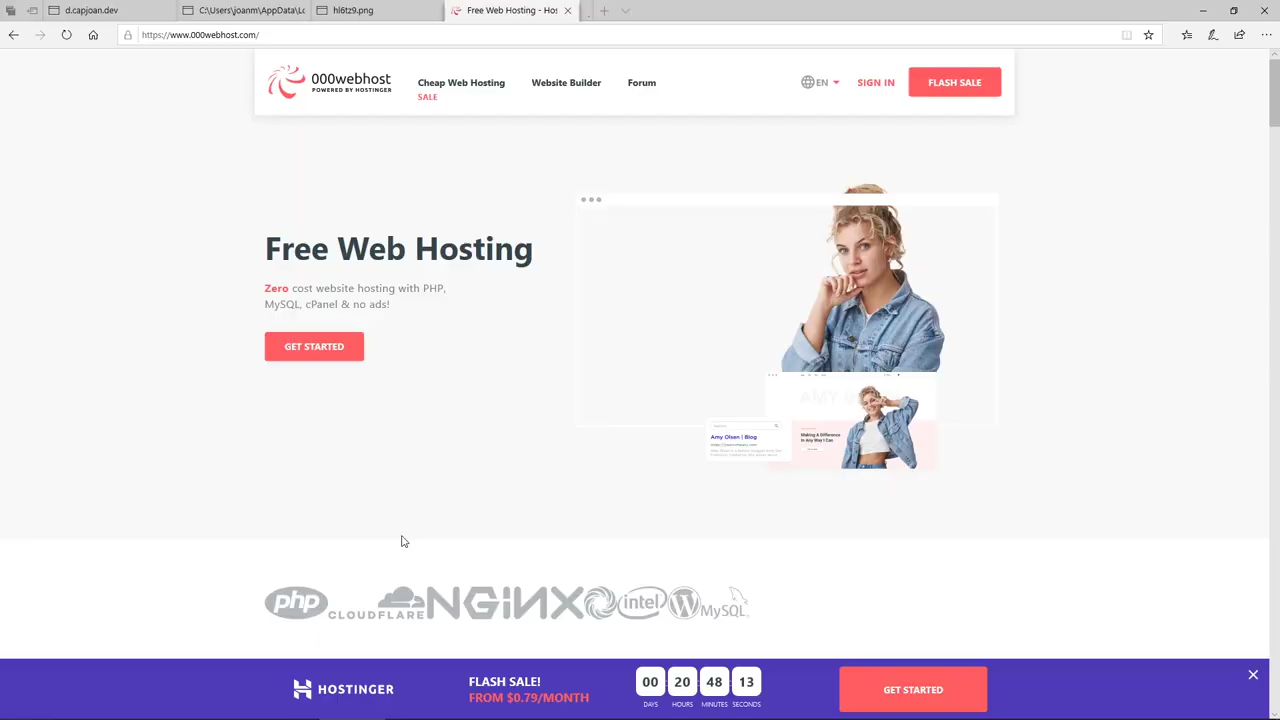 d.capjoan.dev
C:\Users\joanm\AppData\Lo
hl6tz9.png
Free Web Hosting - Hos
https://www.000webhost.com/
000webhost
POWERED BY HOSTINGER
Cheap Web Hosting
SALE
Website Builder
Forum
EN
SIGN IN
FLASH SALE
Free Web Hosting
Zero cost website hosting with PHP,
MySQL, cPanel & no ads!
GET STARTED
Amy Olsen | Blog
Making A Difference
In Any Way I Can
php
CLOUDFLARE
NGINX
intel
MySQL
HOSTINGER
FLASH SALE!
FROM $0.79/MONTH
00 20 48 13
DAYS HOURS MINUTES SECONDS
GET STARTED